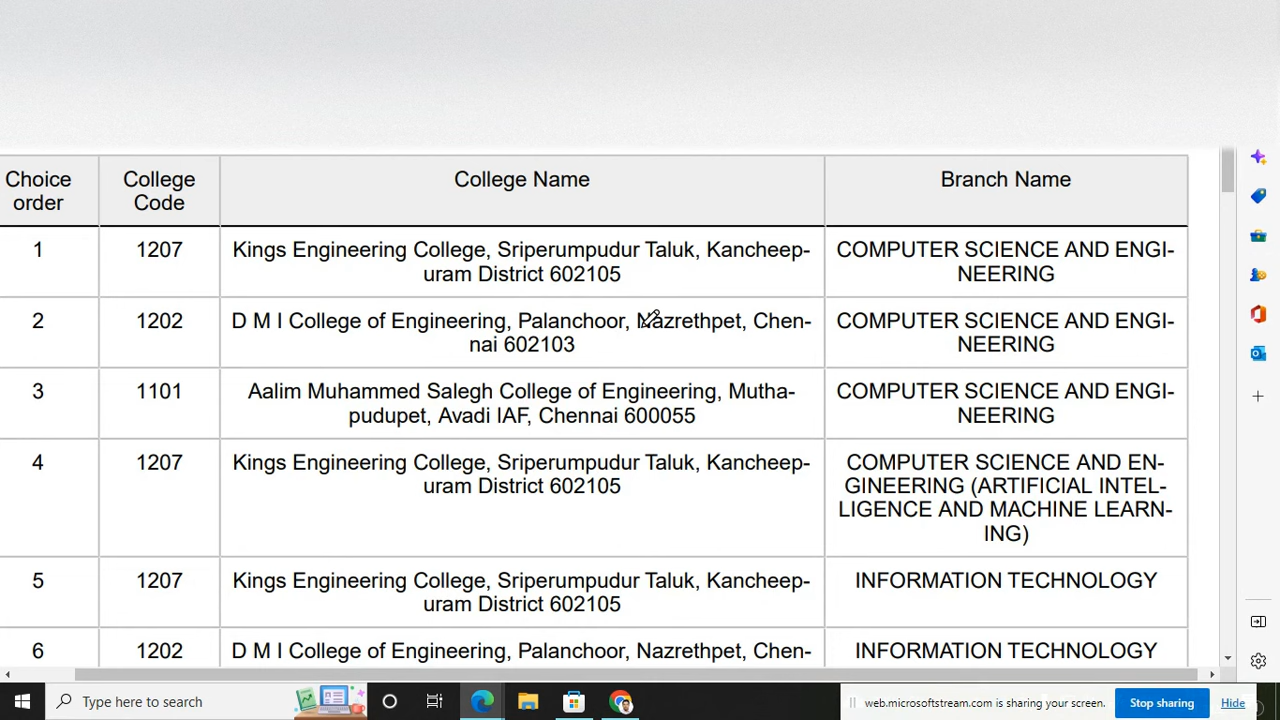 Choice
order
College
Code
College Name
Branch Name
1
1207
Kings Engineering College, Sriperumpudur Taluk, Kancheep-
uram District 602105
COMPUTER SCIENCE AND ENGI-
NEERING
2
1202
D M I College of Engineering, Palanchoor, Nazrethpet, Chen-
nai 602103
COMPUTER SCIENCE AND ENGI-
NEERING
3
1101
Aalim Muhammed Salegh College of Engineering, Mutha-
pudupet, Avadi IAF, Chennai 600055
COMPUTER SCIENCE AND ENGI-
NEERING
4
1207
Kings Engineering College, Sriperumpudur Taluk, Kancheep-
uram District 602105
COMPUTER SCIENCE AND EN-
GINEERING (ARTIFICIAL INTEL-
LIGENCE AND MACHINE LEARN-
ING)
5
1207
Kings Engineering College, Sriperumpudur Taluk, Kancheep-
uram District 602105
INFORMATION TECHNOLOGY
6
1202
D M I College of Engineering, Palanchoor, Nazrethpet, Chen-
INFORMATION TECHNOLOGY
Type here to search
web.microsoftstream.com is sharing your screen.
Stop sharing
Hide